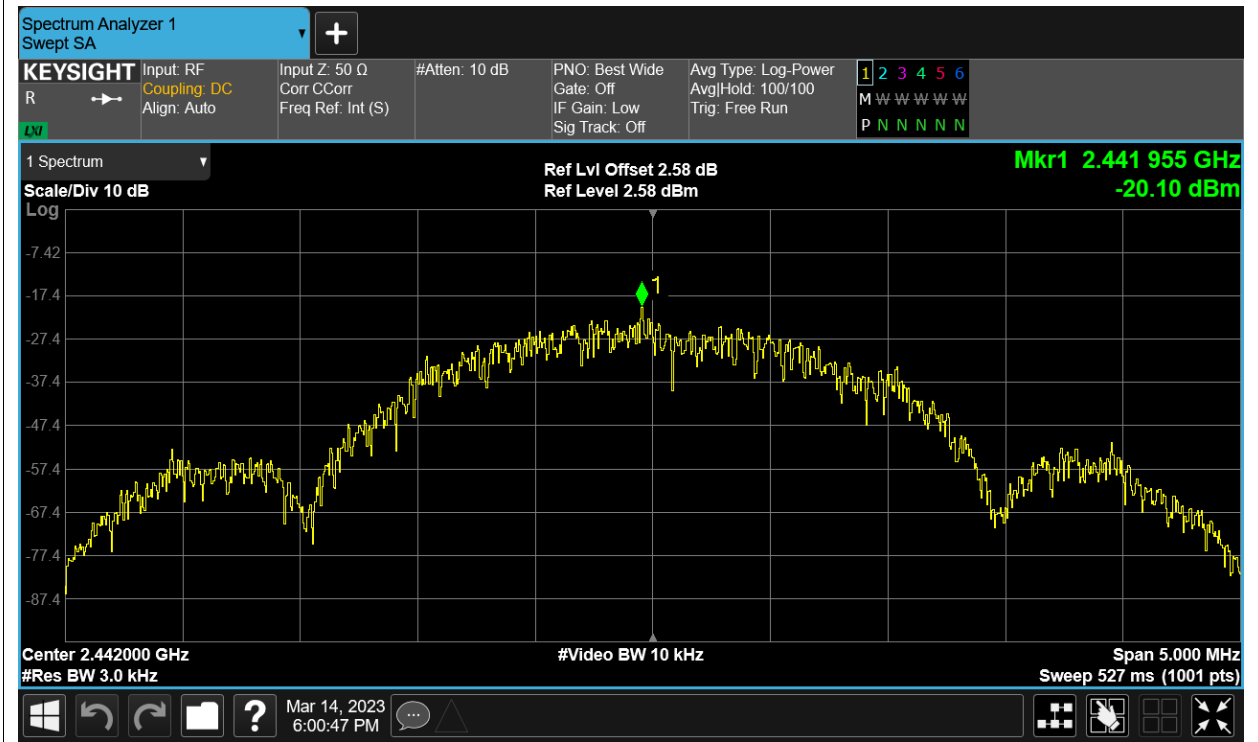 Spectrum Analyzer 1
Swept SA
KEYSIGHT
R
LXI
Input: RF
Coupling: DC
Align: Auto
Input Z: 50 Ω
Corr CCorr
Freq Ref: Int (S)
#Atten: 10 dB
PNO: Best Wide
Gate: Off
IF Gain: Low
Sig Track: Off
Avg Type: Log-Power
Avg|Hold: 100/100
Trig: Free Run
1 2 3 4 5 6
M W W W W W
P N N N N N
1 Spectrum
Scale/Div 10 dB
Ref Lvl Offset 2.58 dB
Ref Level 2.58 dBm
Mkr1 2.441 955 GHz
-20.10 dBm
Log
-7.42
-17.4
-27.4
-37.4
-47.4
-57.4
-67.4
-77.4
-87.4
1
Center 2.442000 GHz
#Video BW 10 kHz
Span 5.000 MHz
#Res BW 3.0 kHz
Sweep 527 ms (1001 pts)
?
Mar 14, 2023
6:00:47 PM